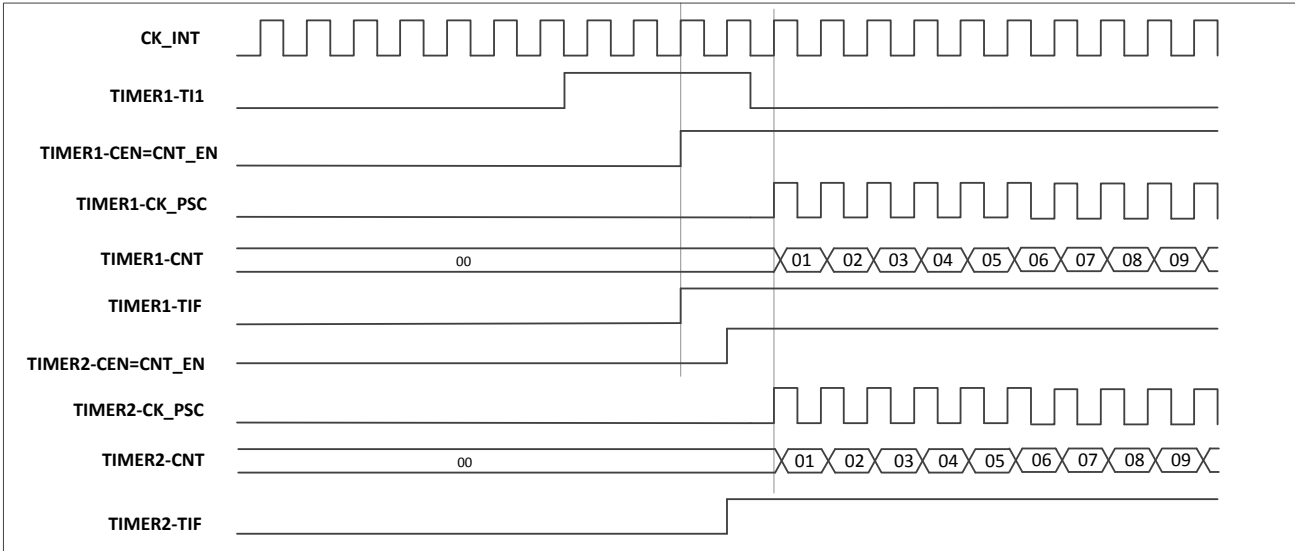 CK_INT
TIMER1-TI1
TIMER1-CEN=CNT_EN
TIMER1-CK_PSC
TIMER1-CNT 00 01 02 03 04 05 06 07 08 09
TIMER1-TIF
TIMER2-CEN=CNT_EN
TIMER2-CK_PSC
TIMER2-CNT 00 01 02 03 04 05 06 07 08 09
TIMER2-TIF